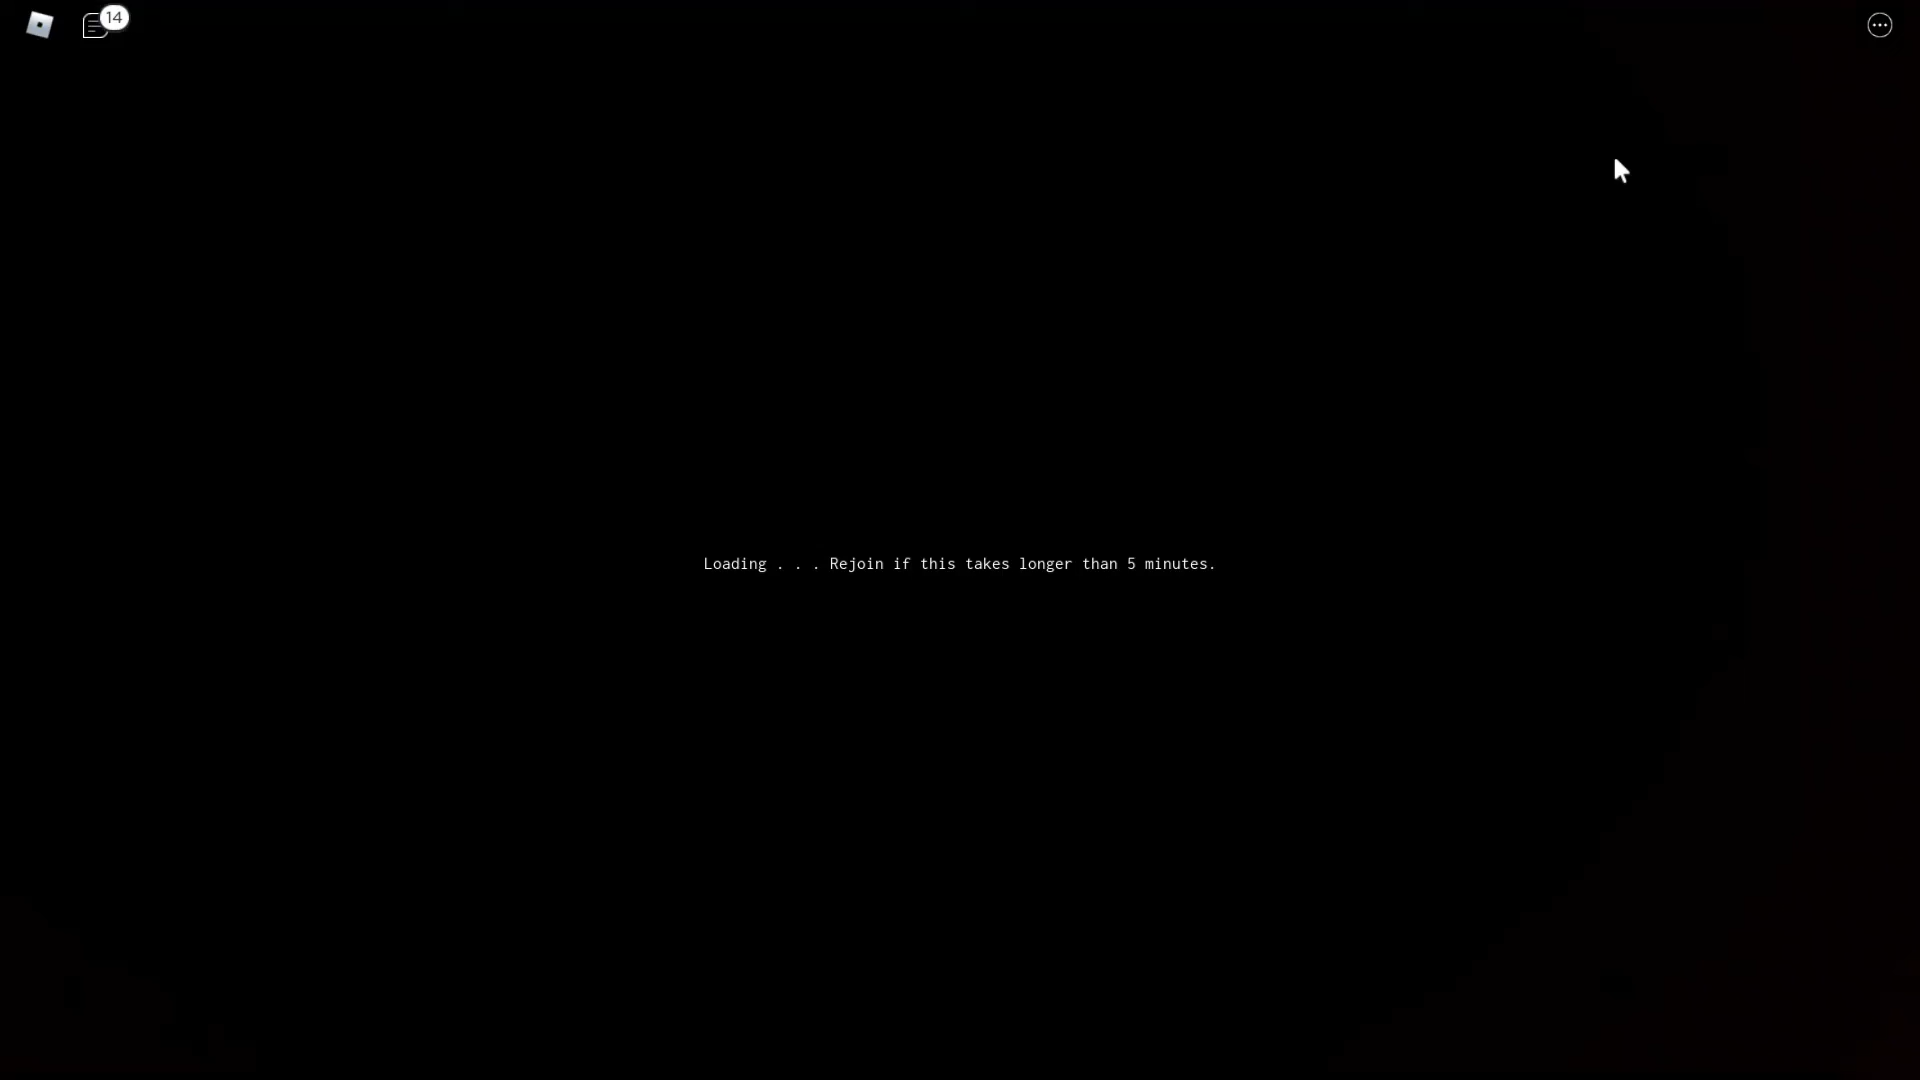 14
Loading . . . Rejoin if this takes longer than 5 minutes.